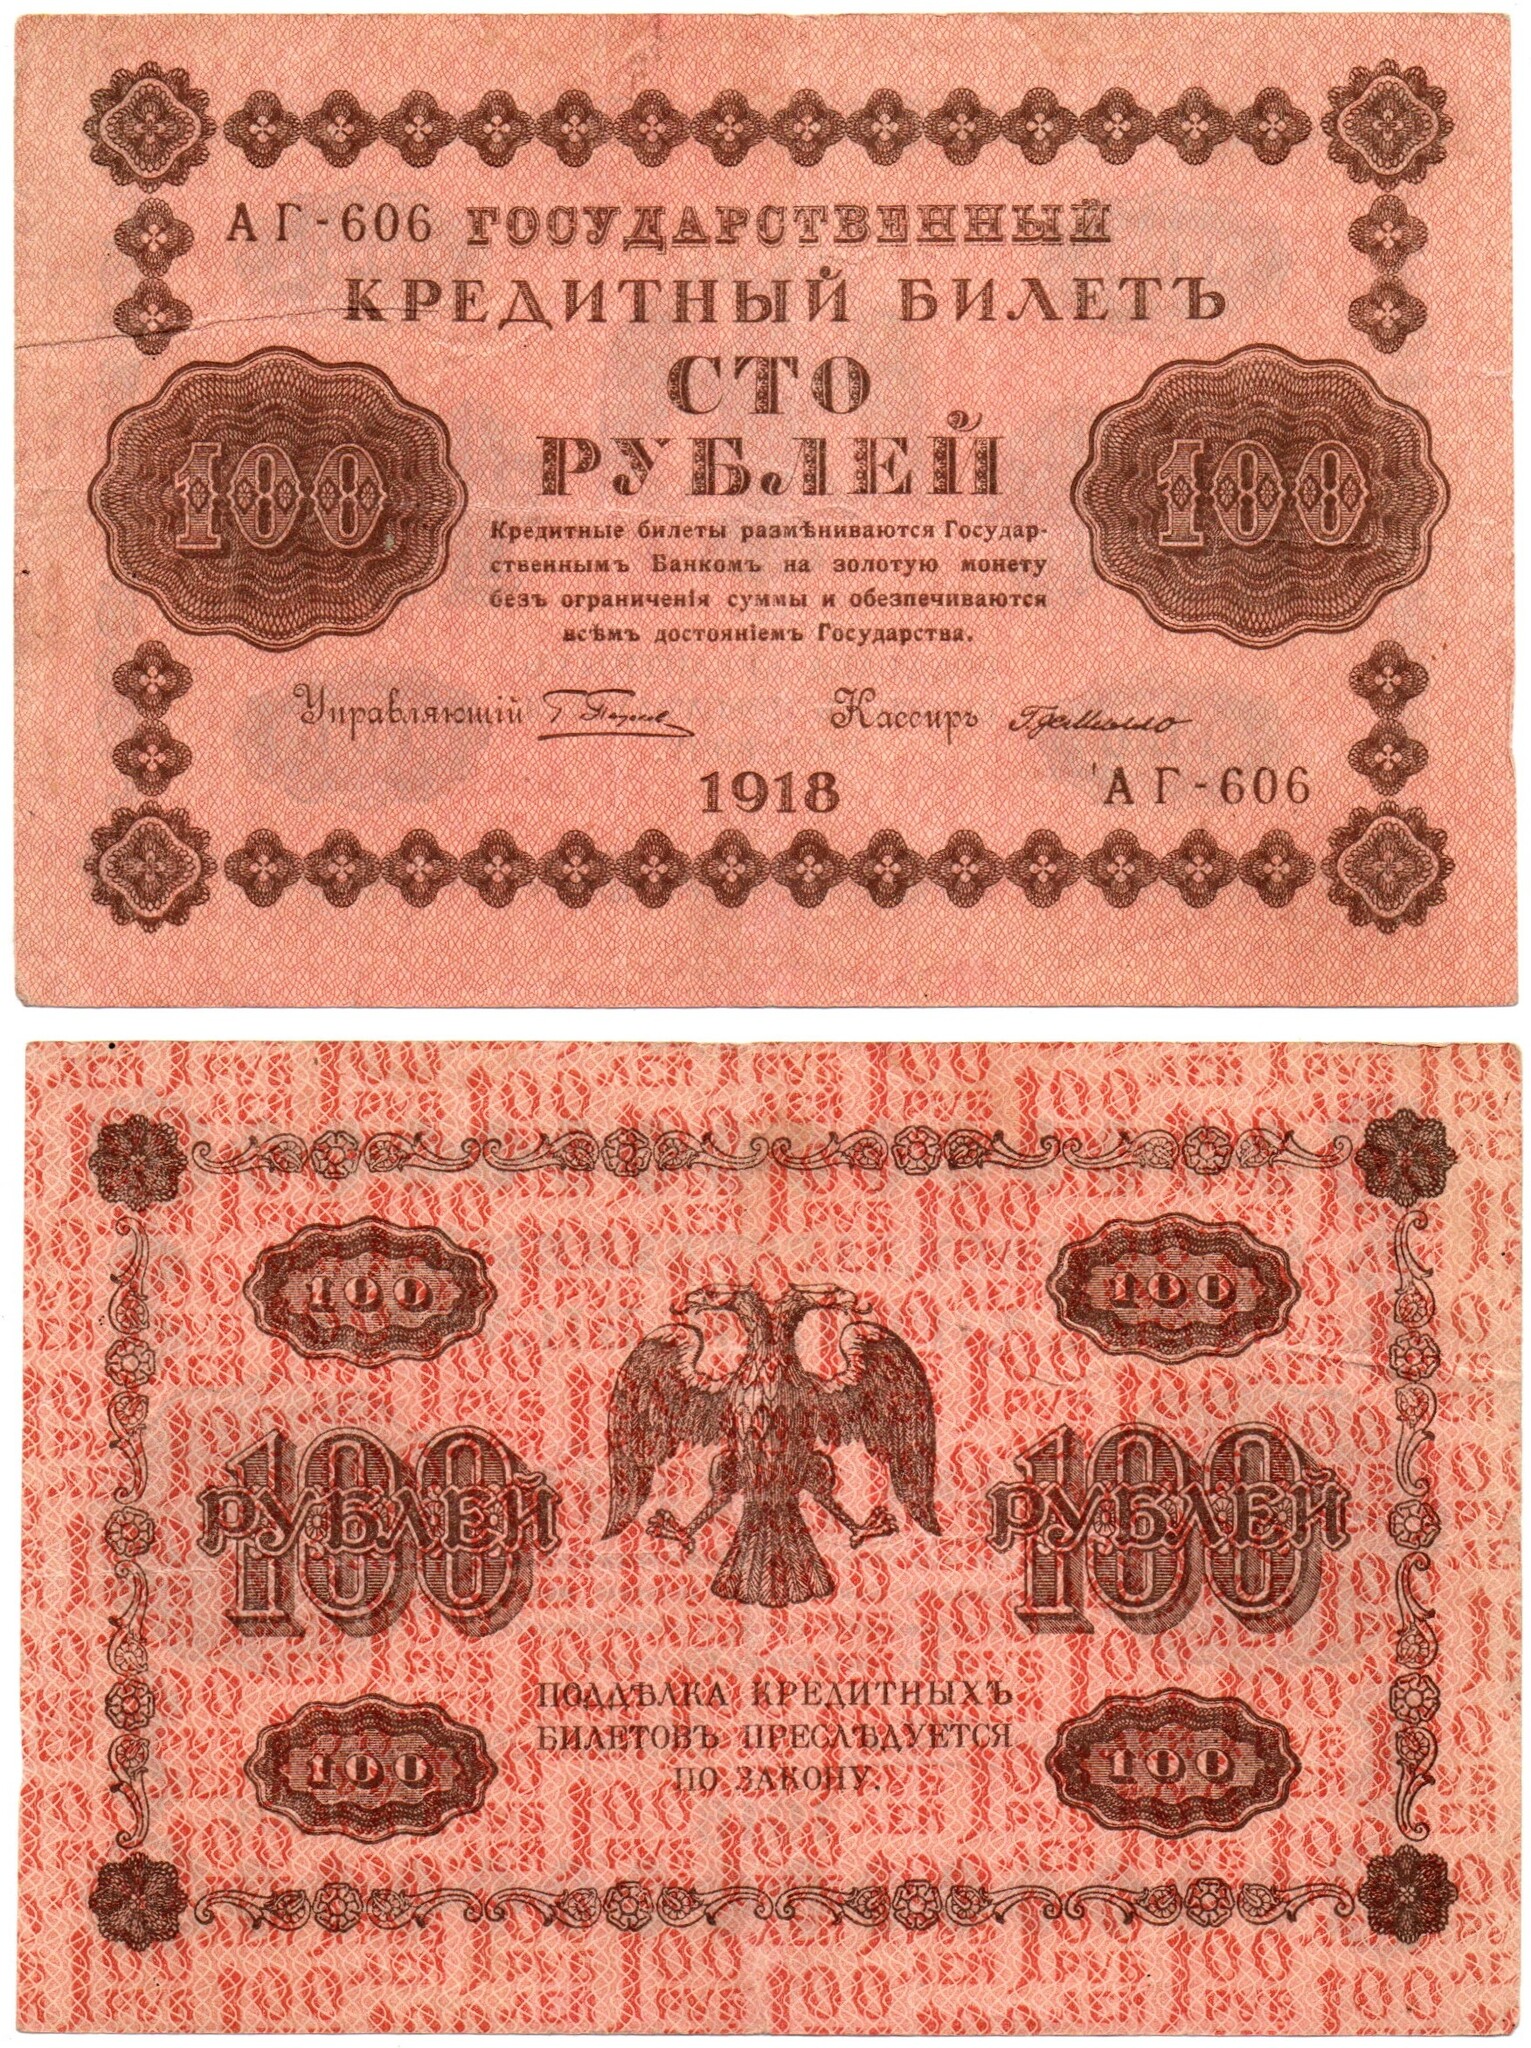 АГ-606 ГОСУДАРСТВЕННЫЙ
КРЕДИТНЫЙ БИЛЕТЪ
СТО
РУБЛЕЙ
100
100
Кредитные билеты размѣниваются Государ-
ственнымъ Банкомъ на золотую монету
безъ ограниченія суммы и обезпечиваются
всѣмъ достояніемъ Государства.
Управляющій
Кассиръ
1918
АГ-606
100
100
100 РУБЛЕЙ
100 РУБЛЕЙ
ПОДДѢЛКА КРЕДИТНЫХЪ
БИЛЕТОВЪ ПРЕСЛѢДУЕТСЯ
ПО ЗАКОНУ.
100
100